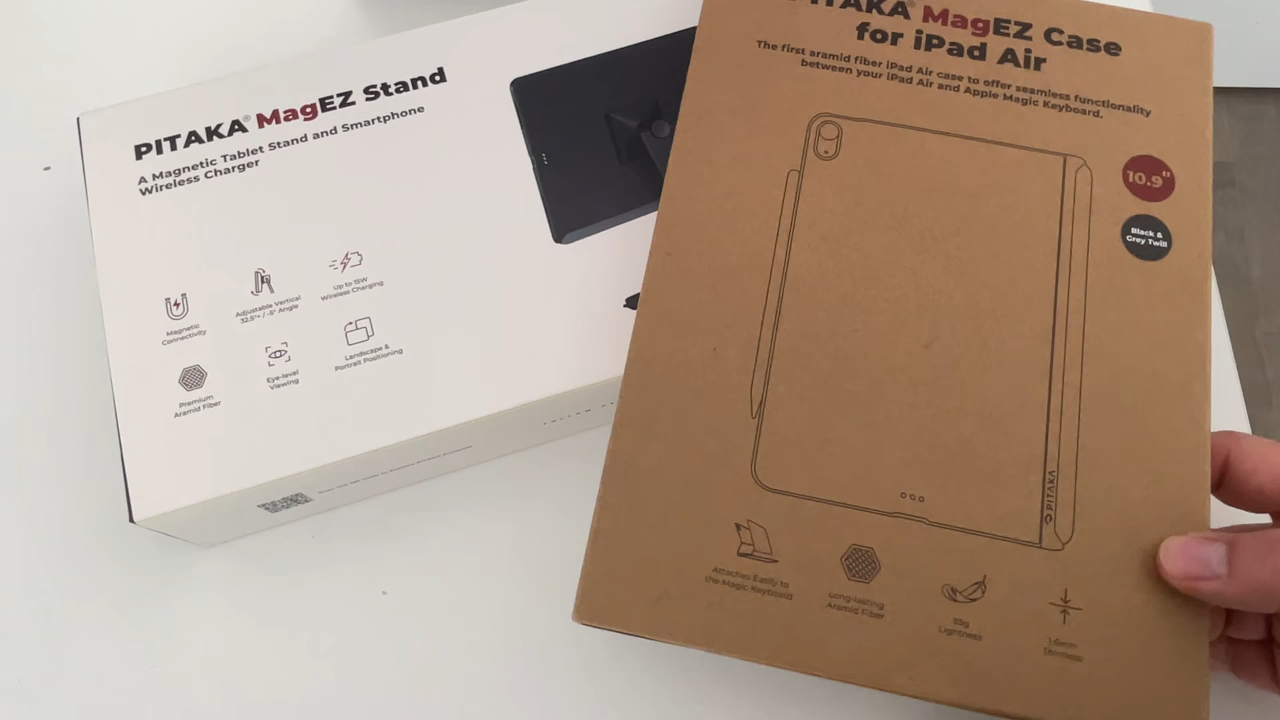 PITAKA® MagEZ Stand
A Magnetic Tablet Stand and Smartphone
Wireless Charger
Magnetic
Connectivity
Adjustable Vertical
32.5°+ / -5° Angle
Up to 15W
Wireless Charging
Premium
Aramid Fiber
Eye-level
Viewing
Landscape &
Portrait Positioning
PITAKA® MagEZ Case
for iPad Air
The first aramid fiber iPad Air case to offer seamless functionality
between your iPad Air and Apple Magic Keyboard.
10.9"
Black &
Grey Twill
PITAKA
Attaches Easily to
the Magic Keyboard
Long-lasting
Aramid Fiber
Lightness